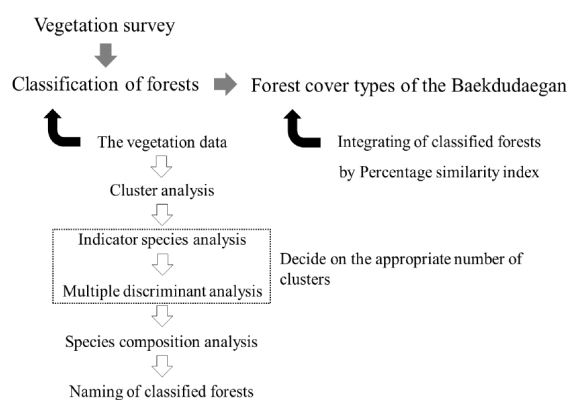 Vegetation survey
Classification of forests
Forest cover types of the Baekdudaegan
The vegetation data
Integrating of classified forests
by Percentage similarity index
Cluster analysis
Indicator species analysis
Multiple discriminant analysis
Decide on the appropriate number of
clusters
Species composition analysis
Naming of classified forests